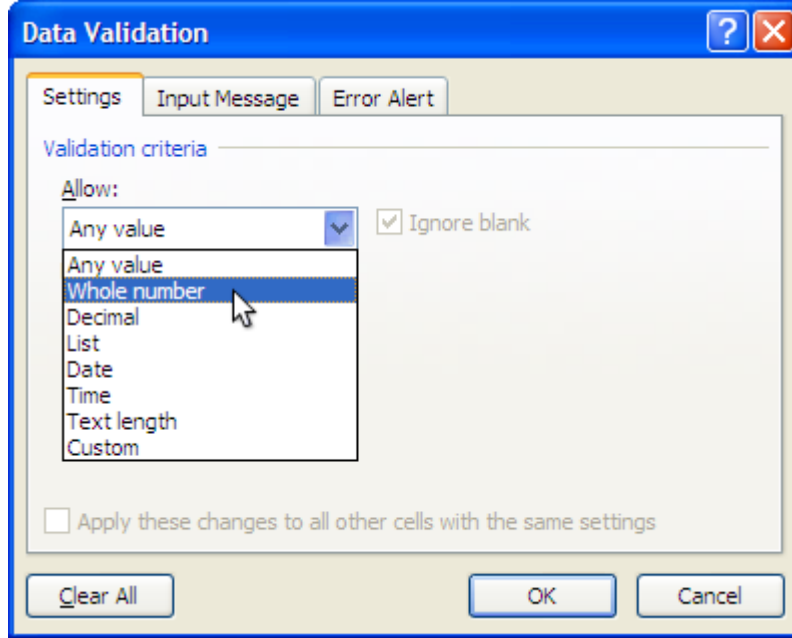 Data Validation
Settings Input Message Error Alert
Validation criteria
Allow:
Any value Ignore blank
Any value
Whole number
Decimal
List
Date
Time
Text length
Custom
Apply these changes to all other cells with the same settings
Clear All OK Cancel